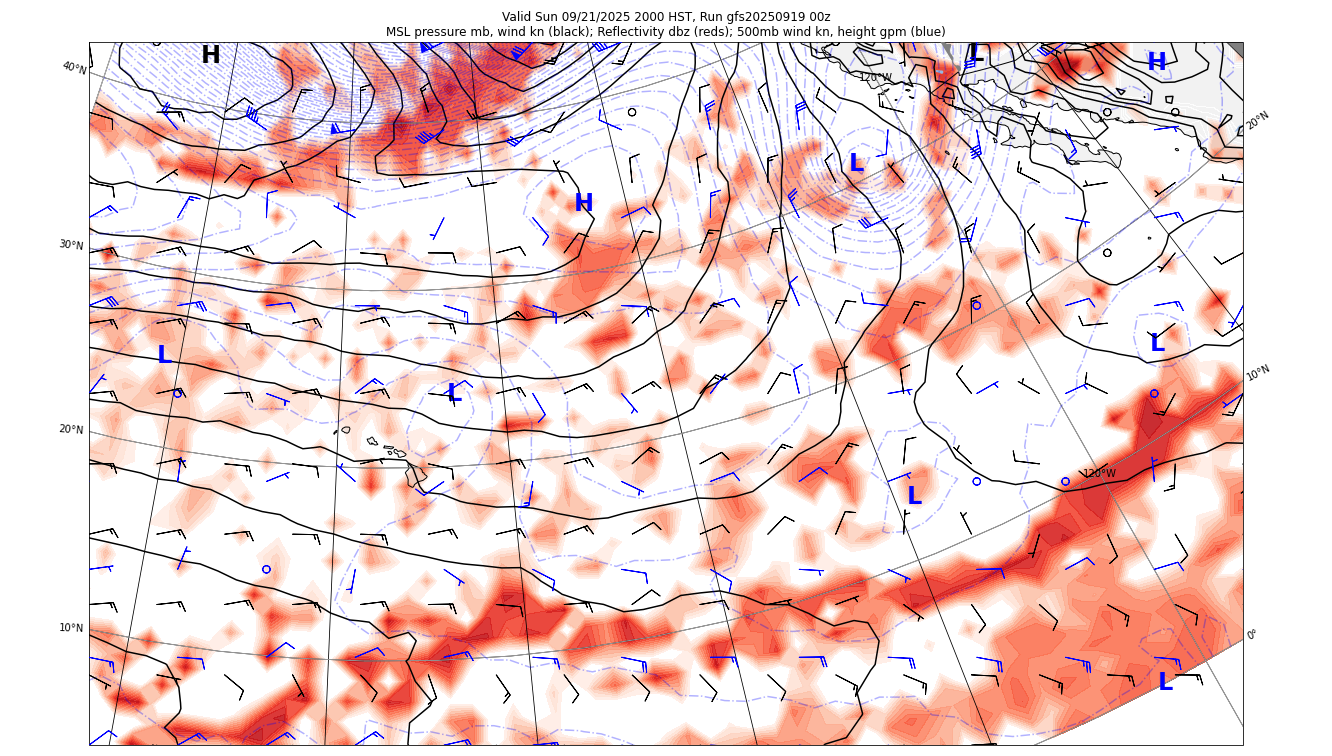 Valid Sun 09/21/2025 2000 HST, Run gfs20250919 00z
MSL pressure mb, wind kn (black); Reflectivity dbz (reds); 500mb wind kn, height gpm (blue)
H
L
H
40°N
120°W
20°N
L
H
30°N
L
L
L
10°N
20°N
120°W
L
10°N
0°
L